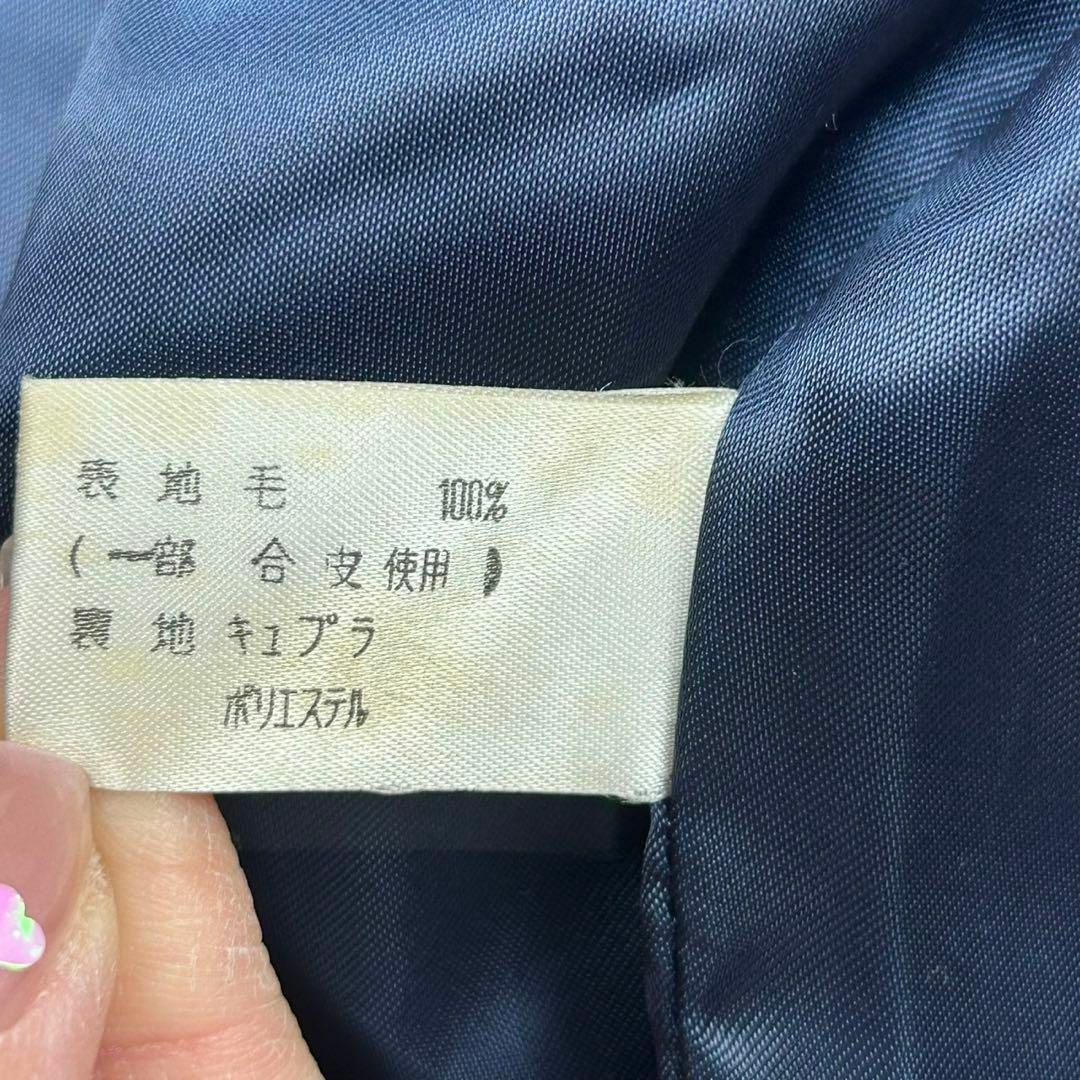 表地 毛 100%
(一部 合皮使用)
裏地 キュプラ
ポリエステル